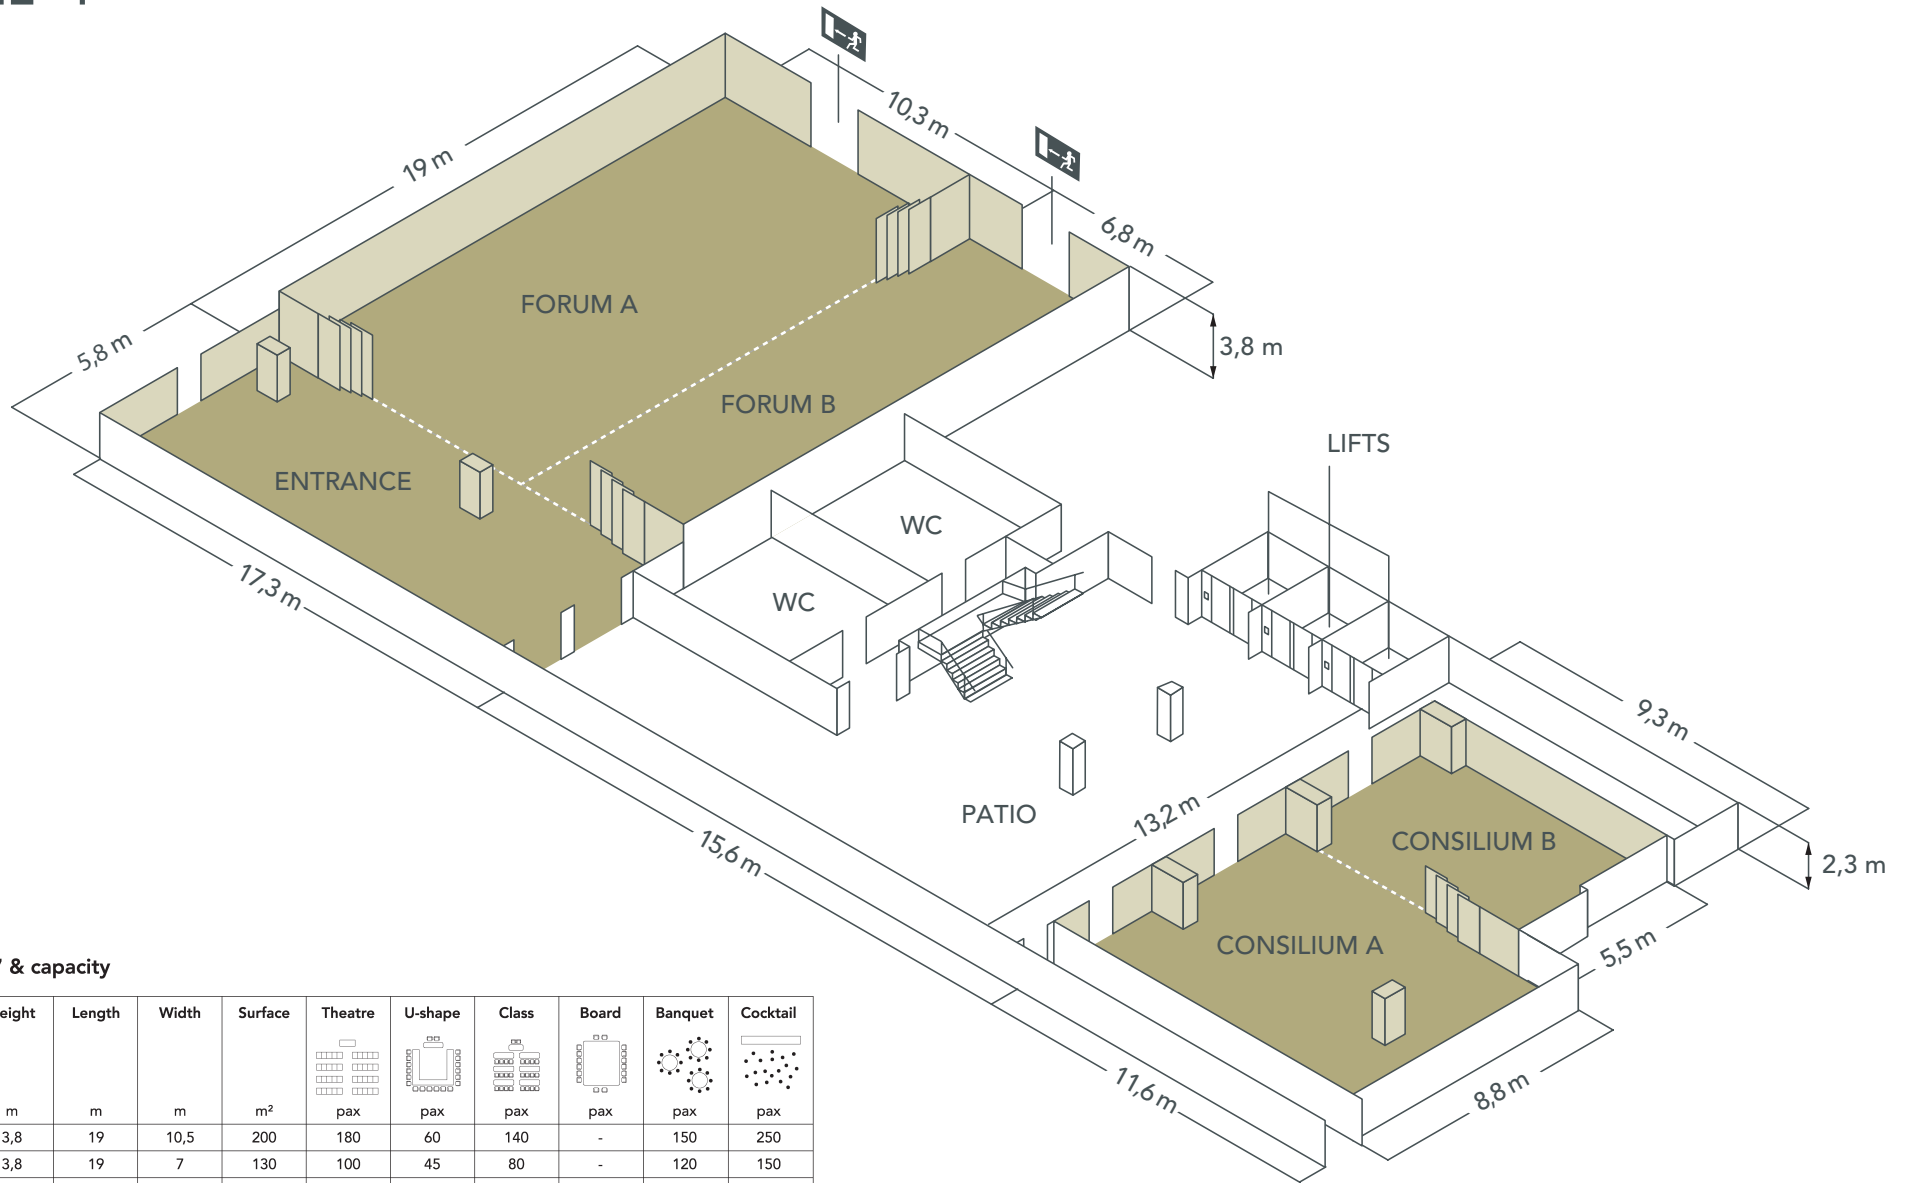 19 m
10,3 m
6,8 m
3,8 m
5,8 m
FORUM A
FORUM B
ENTRANCE
LIFTS
WC
WC
17,3 m
PATIO
15,6 m
13,2 m
9,3 m
2,3 m
CONSILIUM B
CONSILIUM A
5,5 m
8,8 m
11,6 m
& capacity
eight Length Width Surface Theatre U-shape Class Board Banquet Cocktail
m m m m² pax pax pax pax pax pax
3,8 19 10,5 200 180 60 140 - 150 250
3,8 19 7 130 100 45 80 - 120 150